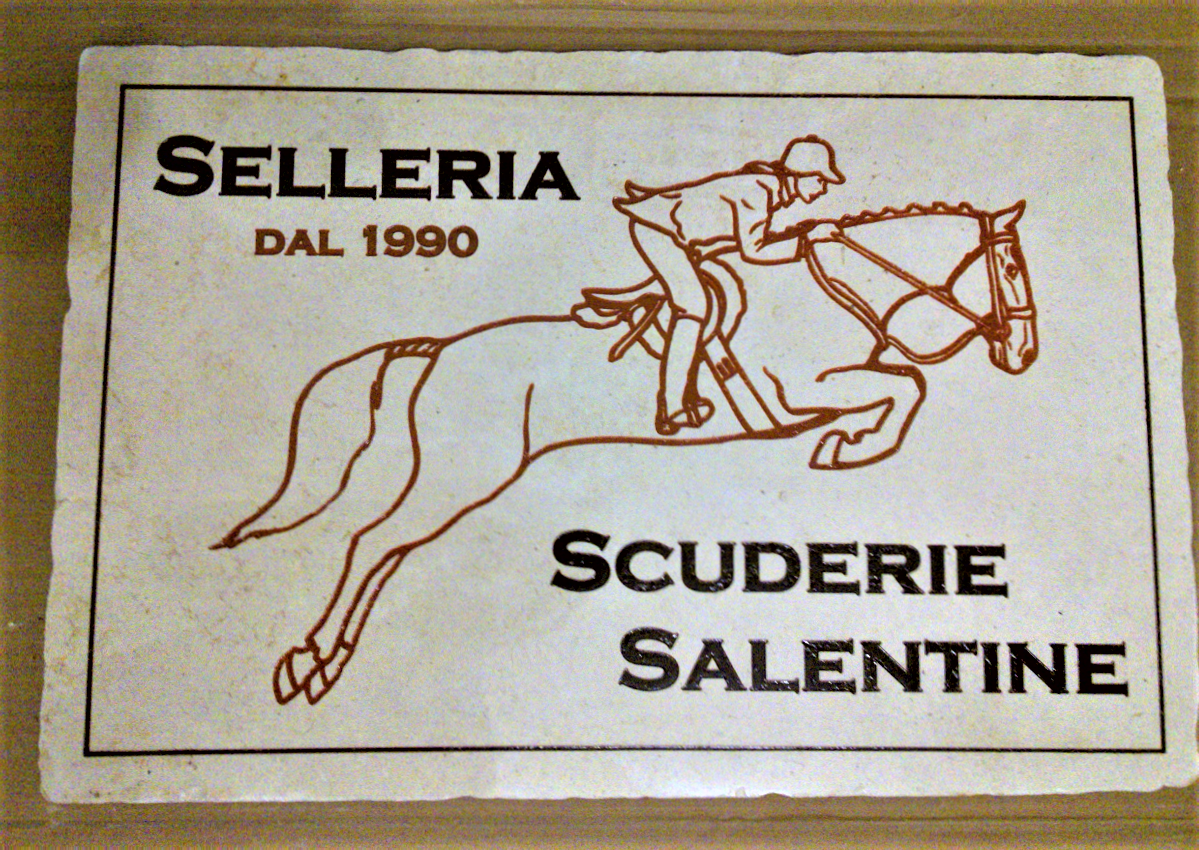 SELLERIA
DAL 1990
SCUDERIE
SALENTINE